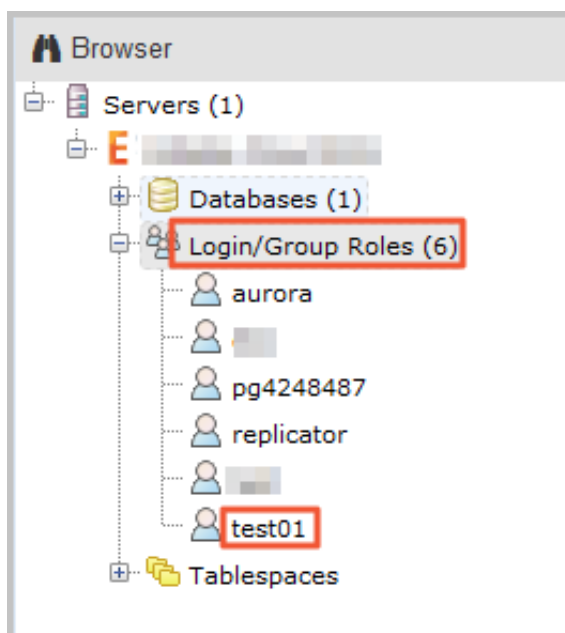 Browser
Servers (1)
E
Databases (1)
Login/Group Roles (6)
aurora
pg4248487
replicator
test01
Tablespaces